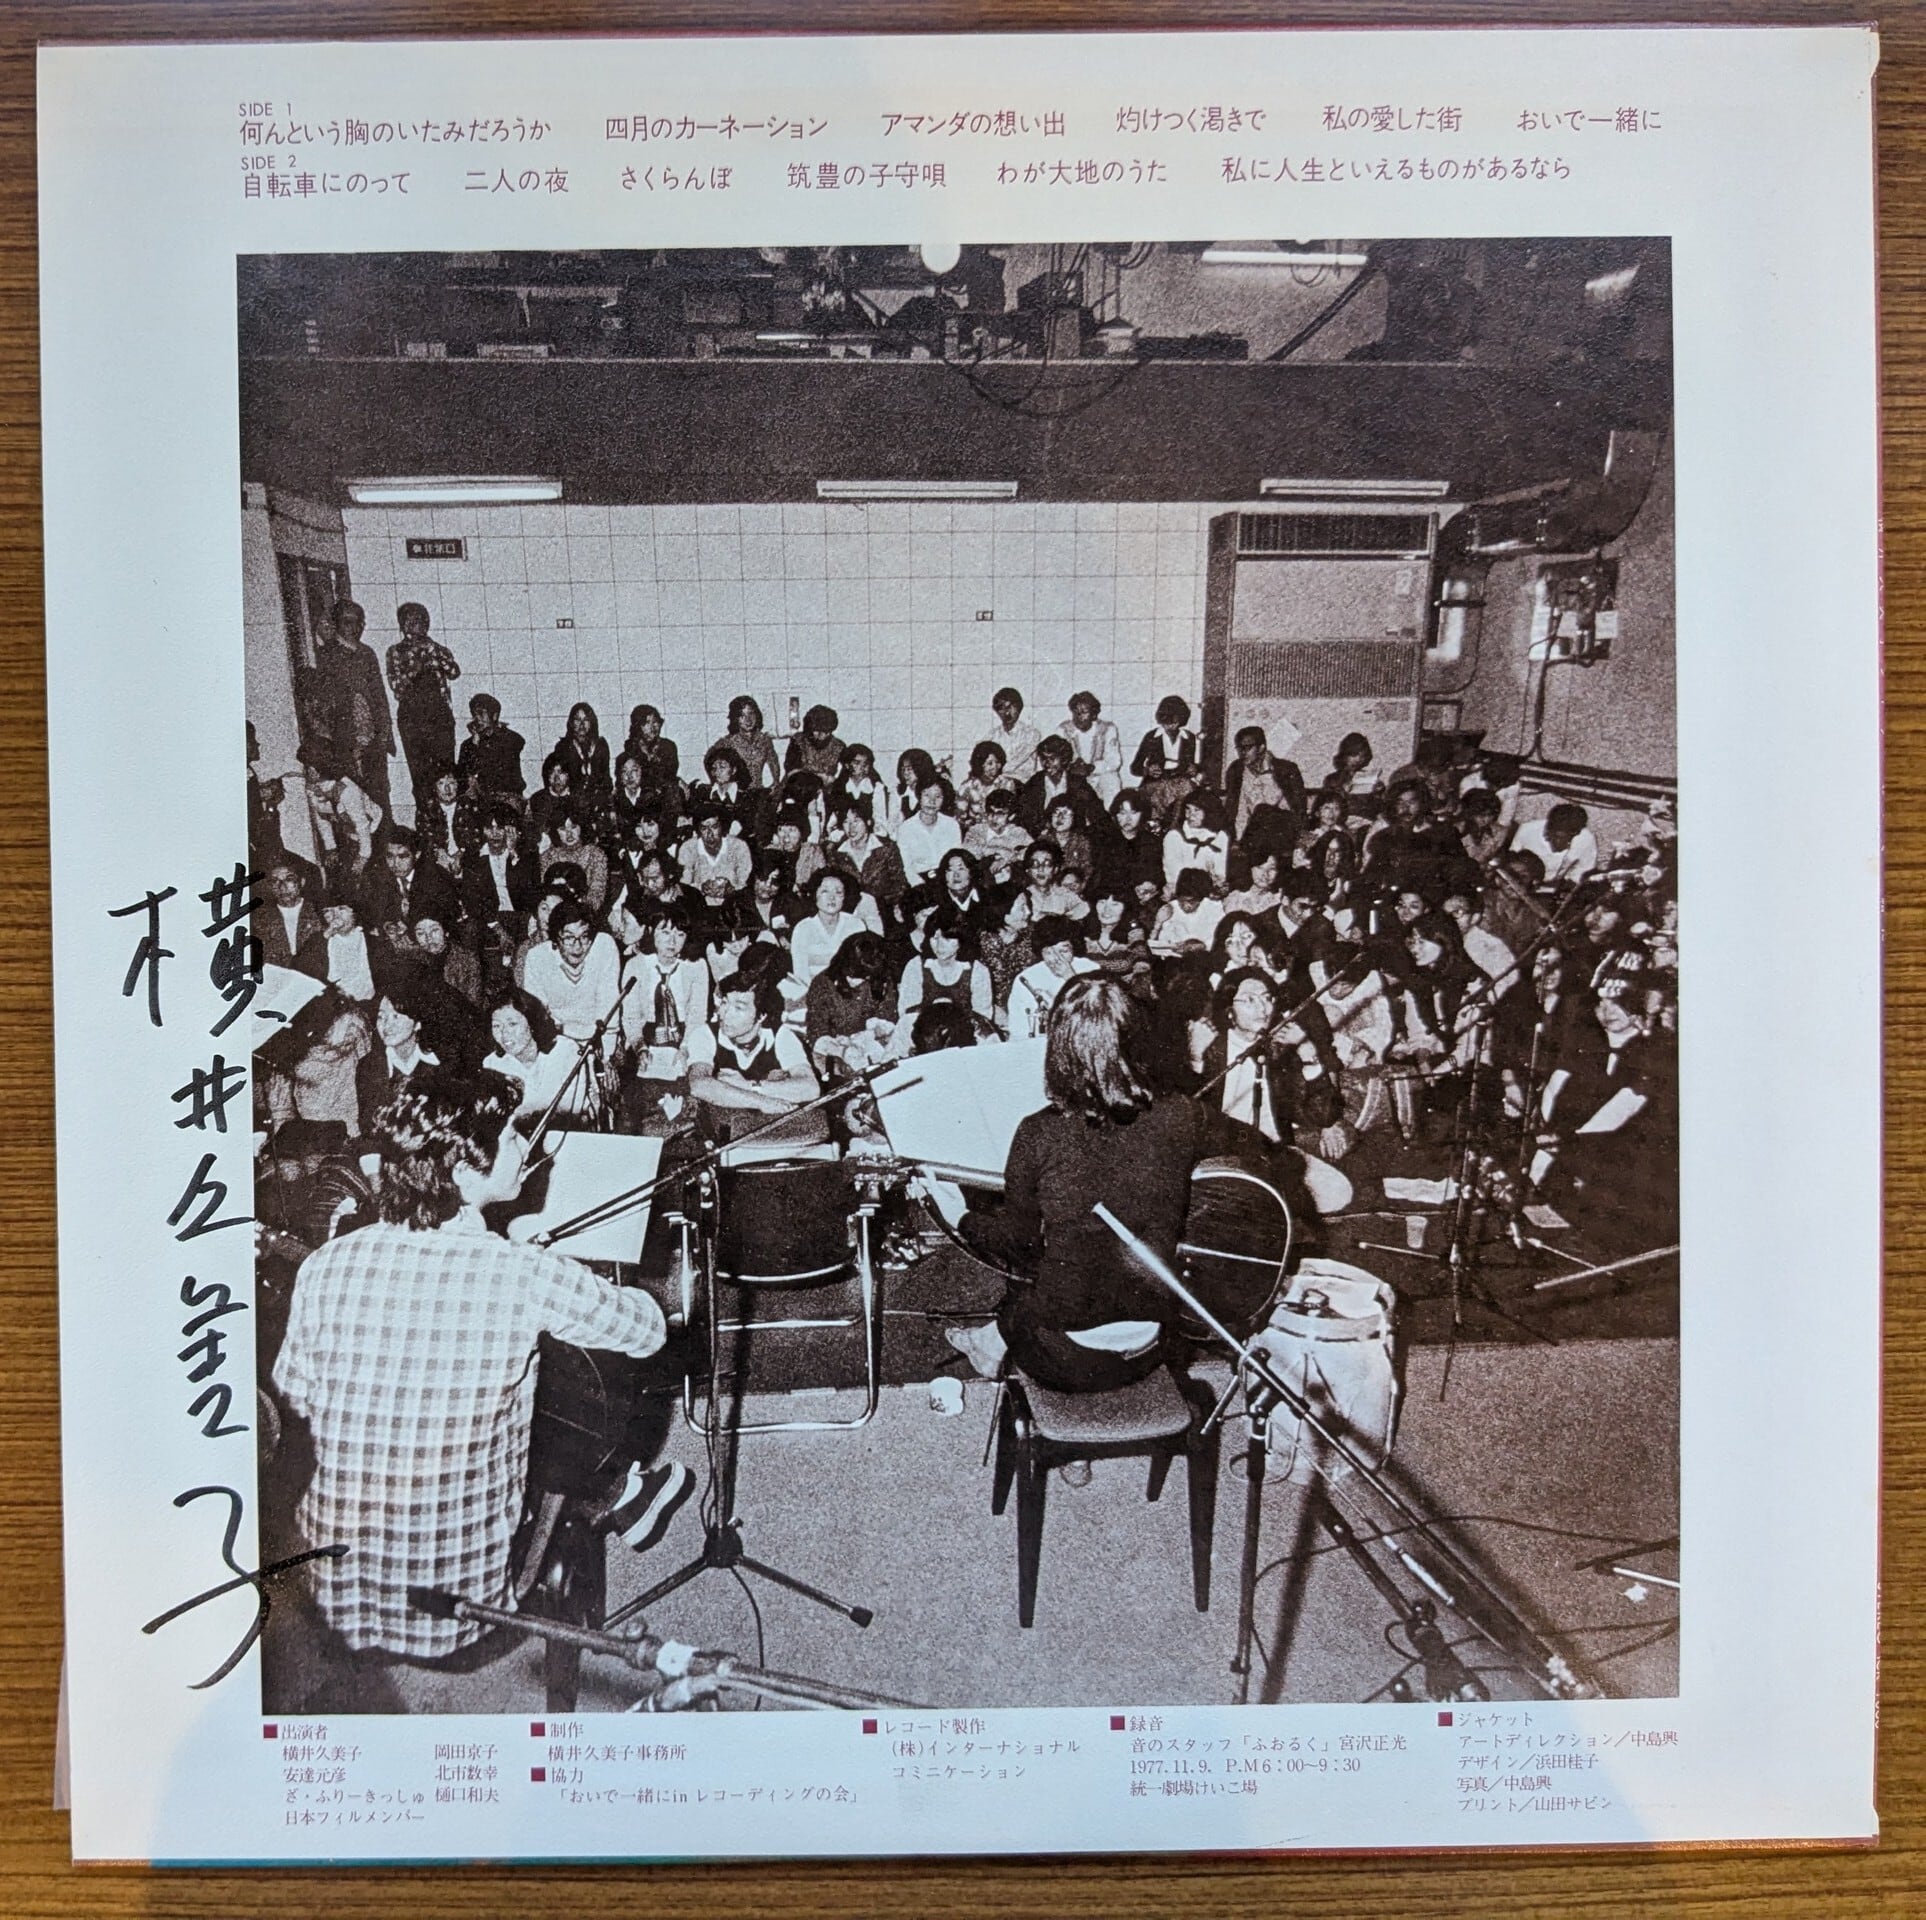 SIDE 1
何んという胸のいたみだろうか 四月のカーネーション アマンダの想い出 灼けつく渇きで 私の愛した街 おいで一緒に
SIDE 2
自転車にのって 二人の夜 さくらんぼ 筑豊の子守唄 わが大地のうた 私に人生といえるものがあるなら
横井久美子
■出演者
横井久美子 岡田京子
安達元彦 北市数幸
ざ・ふりーきっしゅ 樋口和夫
日本フィルメンバー
■制作
横井久美子事務所
■協力
「おいで一緒にin レコーディングの会」
■レコード製作
(株)インターナショナル
コミニケーション
■録音
音のスタッフ「ふおるく」宮沢正光
1977.11.9. P.M 6:00～9:30
統一劇場けいこ場
■ジャケット
アートディレクション／中島興
デザイン／浜田桂子
写真／中島興
プリント／山田サビン